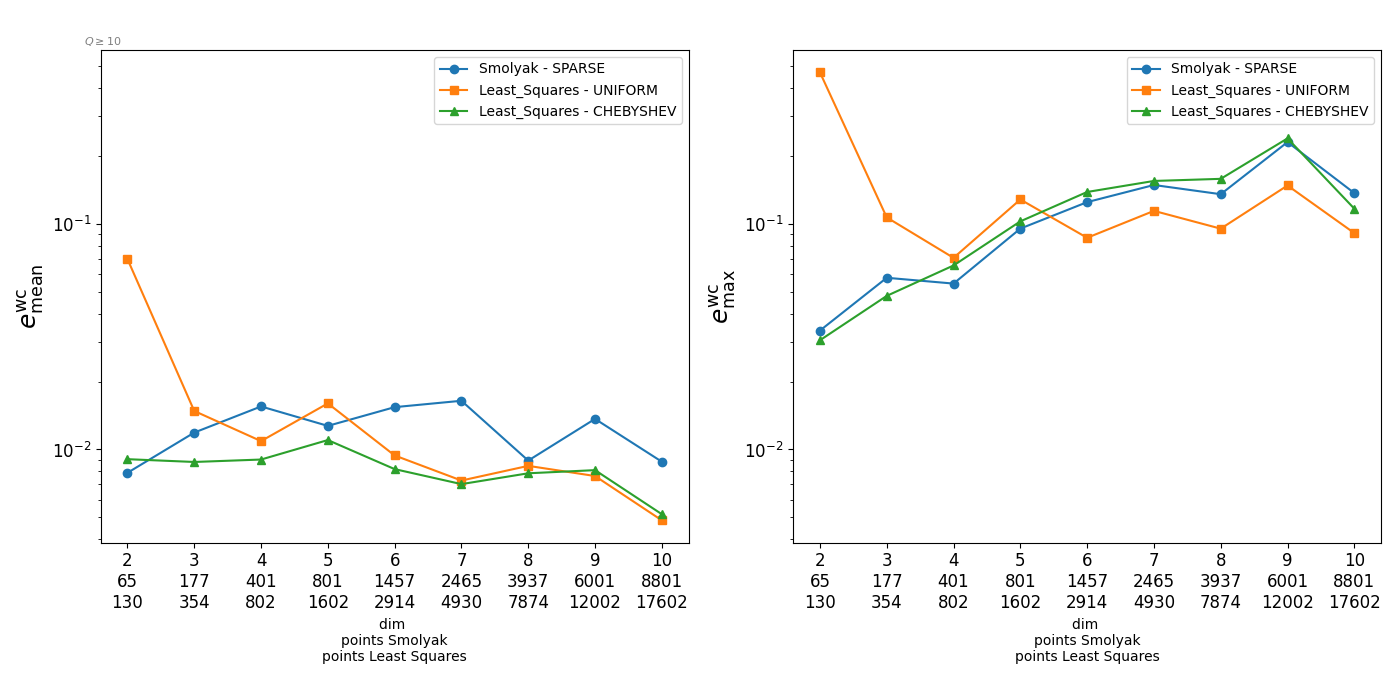 Q ≥ 10
Smolyak - SPARSE
Least_Squares - UNIFORM
Least_Squares - CHEBYSHEV
10⁻¹
10⁻²
e^wc_mean
2 3 4 5 6 7 8 9 10
65 177 401 801 1457 2465 3937 6001 8801
130 354 802 1602 2914 4930 7874 12002 17602
dim
points Smolyak
points Least Squares
Smolyak - SPARSE
Least_Squares - UNIFORM
Least_Squares - CHEBYSHEV
10⁻¹
10⁻²
e^wc_max
2 3 4 5 6 7 8 9 10
65 177 401 801 1457 2465 3937 6001 8801
130 354 802 1602 2914 4930 7874 12002 17602
dim
points Smolyak
points Least Squares